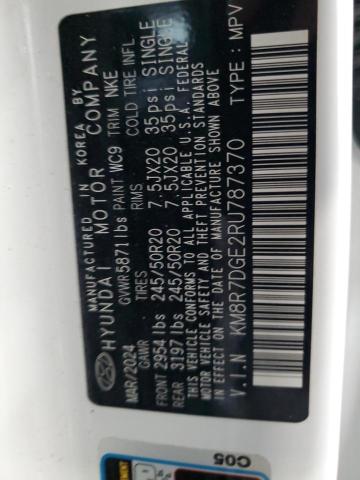 MANUFACTURED IN KOREA BY
HYUNDAI MOTOR COMPANY
MAR/2024 GVWR 5871 lbs PAINT WC9 TRIM NKE
GAWR TIRES RIMS COLD TIRE INFL.
FRONT 2954 lbs 245/50R20 7.5JX20 35psi SINGLE
REAR 3197 lbs 245/50R20 7.5JX20 35psi SINGLE
THIS VEHICLE CONFORMS TO ALL APPLICABLE U.S.A. FEDERAL
MOTOR VEHICLE SAFETY AND THEFT PREVENTION STANDARDS
IN EFFECT ON THE DATE OF MANUFACTURE SHOWN ABOVE
V.I.N : KM8R7DGE2RU787370 TYPE : MPV
C05